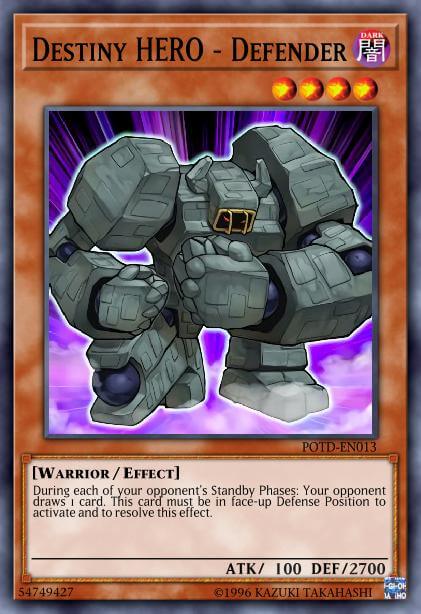 DESTINY HERO - DEFENDER
DARK
闇
POTD-EN013
[WARRIOR / EFFECT]
During each of your opponent's Standby Phases: Your opponent
draws 1 card. This card must be in face-up Defense Position to
activate and to resolve this effect.
ATK/ 100 DEF/2700
54749427
©1996 KAZUKI TAKAHASHI